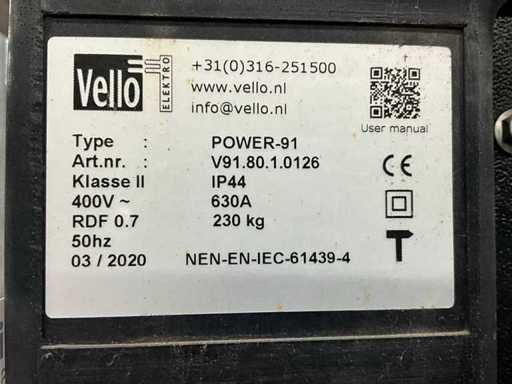 Vello ELEKTRO
+31(0)316-251500
www.vello.nl
info@vello.nl
User manual
Type : POWER-91
Art.nr. : V91.80.1.0126
Klasse II IP44
400V ~ 630A
RDF 0.7 230 kg
50hz
03 / 2020 NEN-EN-IEC-61439-4
CE
T